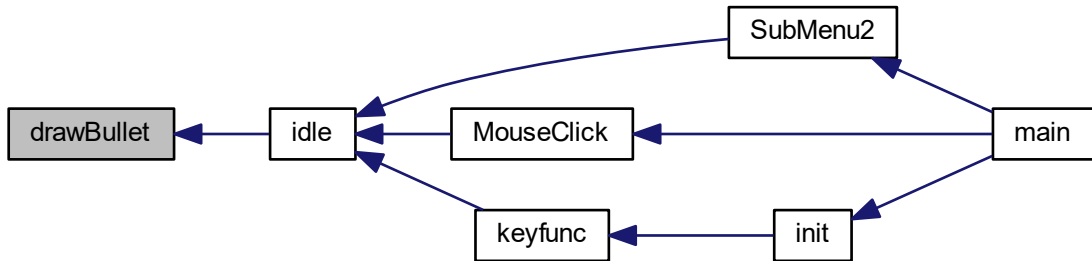 SubMenu2
drawBullet
idle
MouseClick
main
keyfunc
init